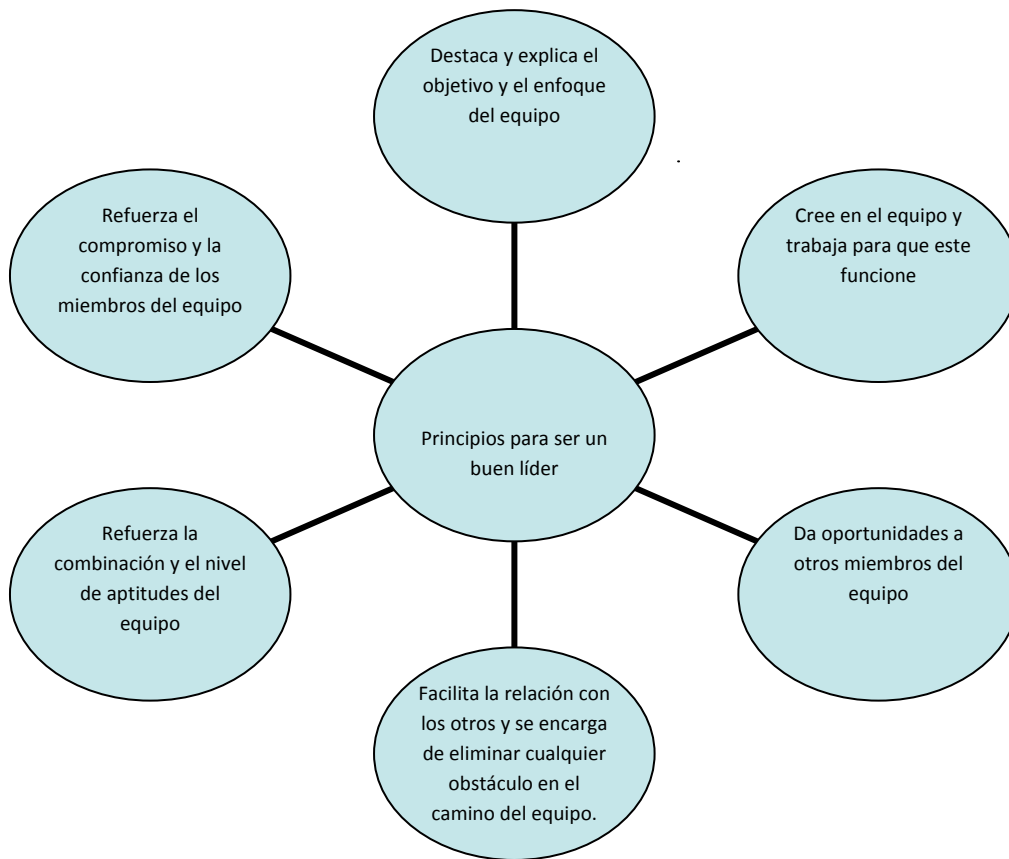 Destaca y explica el
objetivo y el enfoque
del equipo
.
Refuerza el
compromiso y la
confianza de los
miembros del equipo
Cree en el equipo y
trabaja para que este
funcione
Principios para ser un
buen líder
Refuerza la
combinación y el nivel
de aptitudes del
equipo
Da oportunidades a
otros miembros del
equipo
Facilita la relación con
los otros y se encarga
de eliminar cualquier
obstáculo en el
camino del equipo.